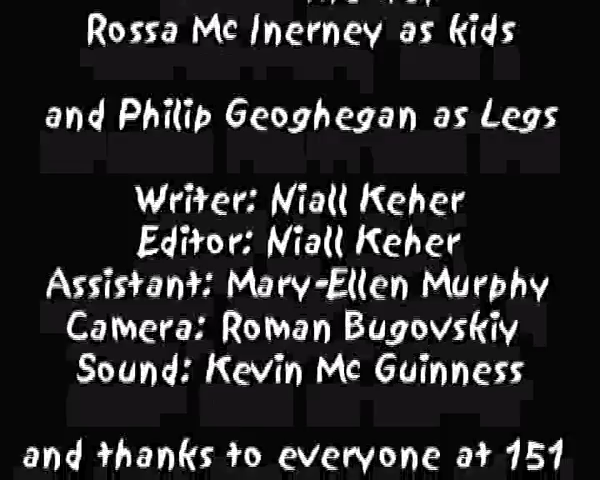 Rossa Mc Inerney as kids
and Philip Geoghegan as Legs
Writer: Niall Keher
Editor: Niall Keher
Assistant: Mary-Ellen Murphy
Camera: Roman Bugovskiy
Sound: Kevin Mc Guinness
and thanks to everyone at 151